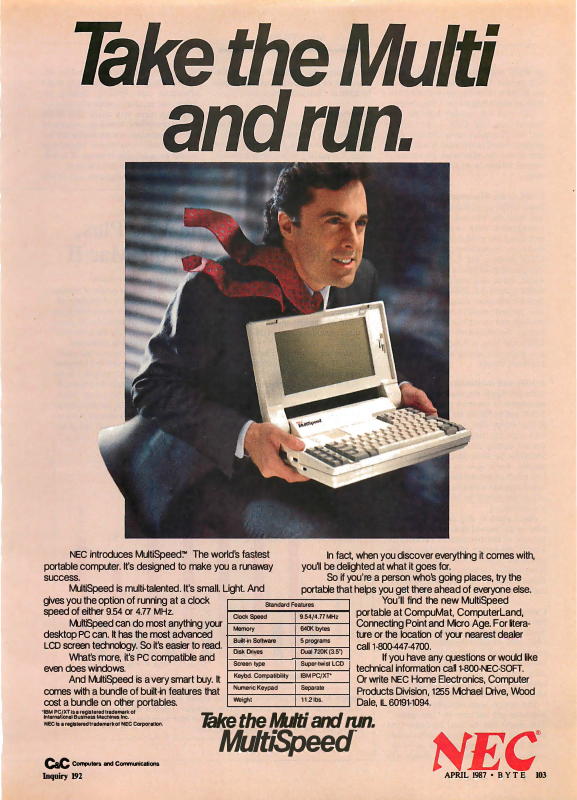 Take the Multi
and run.
NEC
MultiSpeed
NEC introduces MultiSpeed.™ The world's fastest
portable computer. It's designed to make you a runaway
success.
MultiSpeed is multi-talented. It's small. Light. And
gives you the option of running at a clock
speed of either 9.54 or 4.77 MHz.
MultiSpeed can do most anything your
desktop PC can. It has the most advanced
LCD screen technology. So it's easier to read.
What's more, it's PC compatible and
even does windows.
And MultiSpeed is a very smart buy. It
comes with a bundle of built-in features that
cost a bundle on other portables.
*IBM PC/XT is a registered trademark of
International Business Machines Inc.
NEC is a registered trademark of NEC Corporation.
Standard Features
Clock Speed 9.54/4.77 MHz
Memory 640K bytes
Built-in Software 5 programs
Disk Drives Dual 720K (3.5")
Screen type Super-twist LCD
Keybd. Compatibility IBM PC/XT*
Numeric Keypad Separate
Weight 11.2 lbs.
In fact, when you discover everything it comes with,
you'll be delighted at what it goes for.
So if you're a person who's going places, try the
portable that helps you get there ahead of everyone else.
You'll find the new MultiSpeed
portable at CompuMat, ComputerLand,
Connecting Point and Micro Age. For litera-
ture or the location of your nearest dealer
call 1-800-447-4700.
If you have any questions or would like
technical information call 1-800-NEC-SOFT.
Or write NEC Home Electronics, Computer
Products Division, 1255 Michael Drive, Wood
Dale, IL 60191-1094.
Take the Multi and run.
MultiSpeed™
C&C Computers and Communications
Inquiry 192
NEC®
APRIL 1987 • BYTE 103